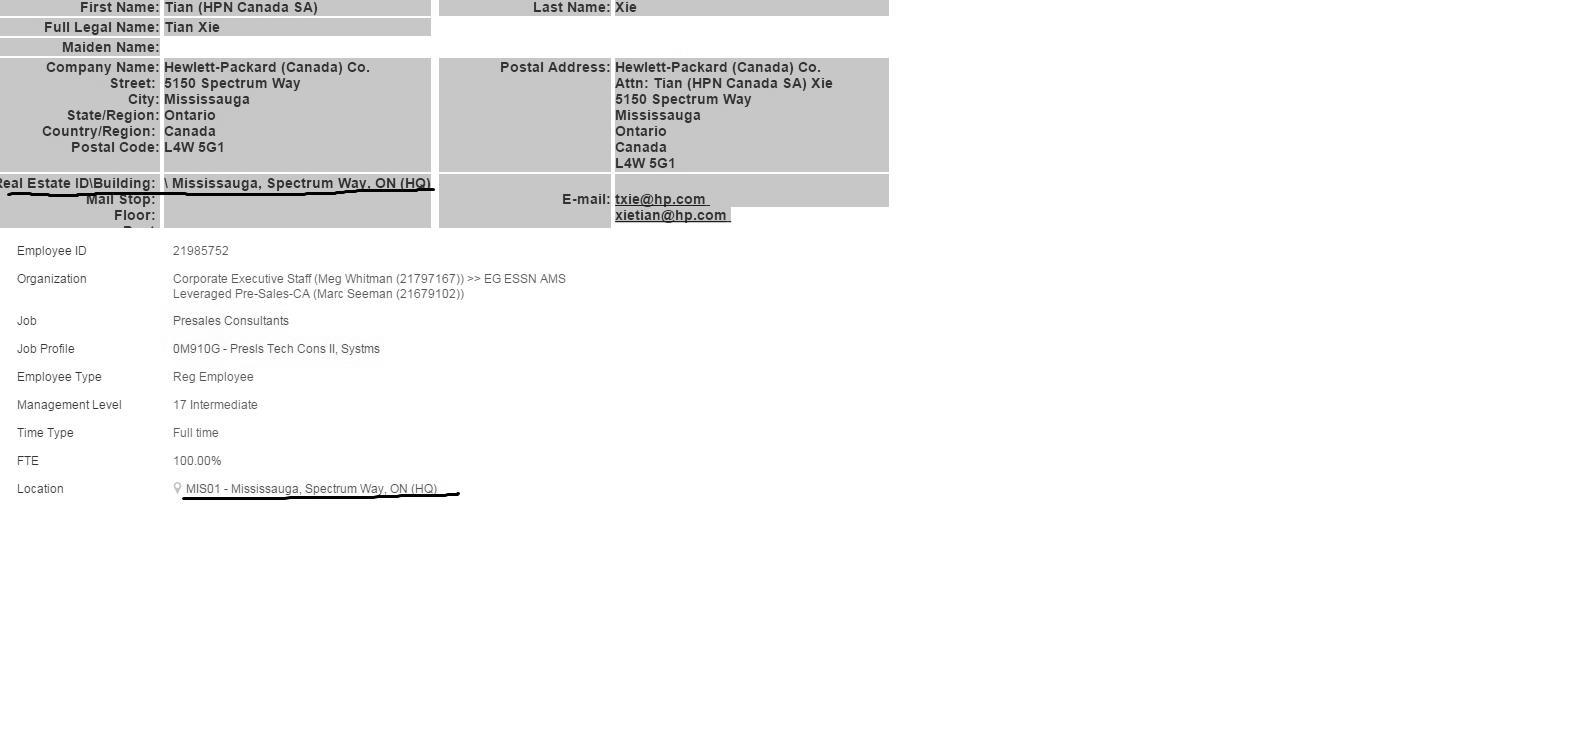 First Name: Tian (HPN Canada SA) Last Name: Xie
Full Legal Name: Tian Xie
Maiden Name:
Company Name: Hewlett-Packard (Canada) Co. Postal Address: Hewlett-Packard (Canada) Co.
Street: 5150 Spectrum Way Attn: Tian (HPN Canada SA) Xie
City: Mississauga 5150 Spectrum Way
State/Region: Ontario Mississauga
Country/Region: Canada Ontario
Postal Code: L4W 5G1 Canada
L4W 5G1
Real Estate ID\Building: \ Mississauga, Spectrum Way, ON (HQ)
Mail Stop: E-mail: txie@hp.com
Floor: xietian@hp.com
Employee ID 21985752
Organization Corporate Executive Staff (Meg Whitman (21797167)) >> EG ESSN AMS
Leveraged Pre-Sales-CA (Marc Seeman (21679102))
Job Presales Consultants
Job Profile 0M910G - Presls Tech Cons II, Systms
Employee Type Reg Employee
Management Level 17 Intermediate
Time Type Full time
FTE 100.00%
Location MIS01 - Mississauga, Spectrum Way, ON (HQ)